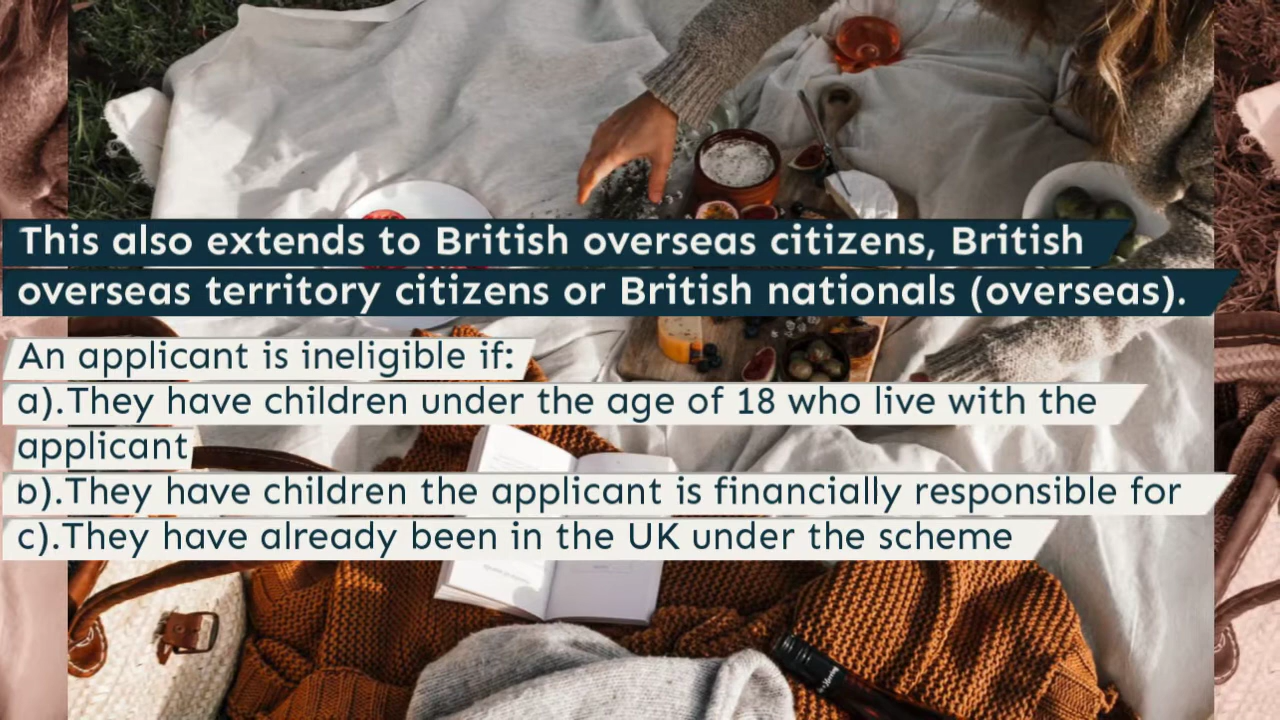 This also extends to British overseas citizens, British
overseas territory citizens or British nationals (overseas).
An applicant is ineligible if:
a).They have children under the age of 18 who live with the
applicant
b).They have children the applicant is financially responsible for
c).They have already been in the UK under the scheme